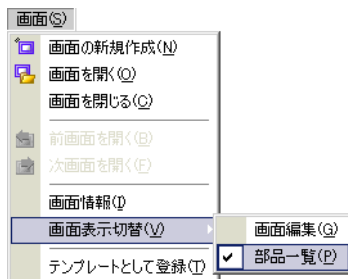 画面(S)
画面の新規作成(N)
画面を開く(O)
画面を閉じる(C)
前画面を開く(B)
次画面を開く(F)
画面情報(I)
画面表示切替(V)
画面編集(G)
部品一覧(P)
テンプレートとして登録(T)